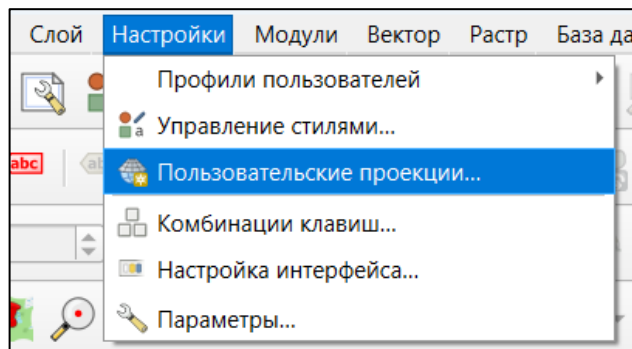 Слой Настройки Модули Вектор Растр База да
Профили пользователей
a Управление стилями...
abc ab Пользовательские проекции...
Комбинации клавиш...
Настройка интерфейса...
Параметры...